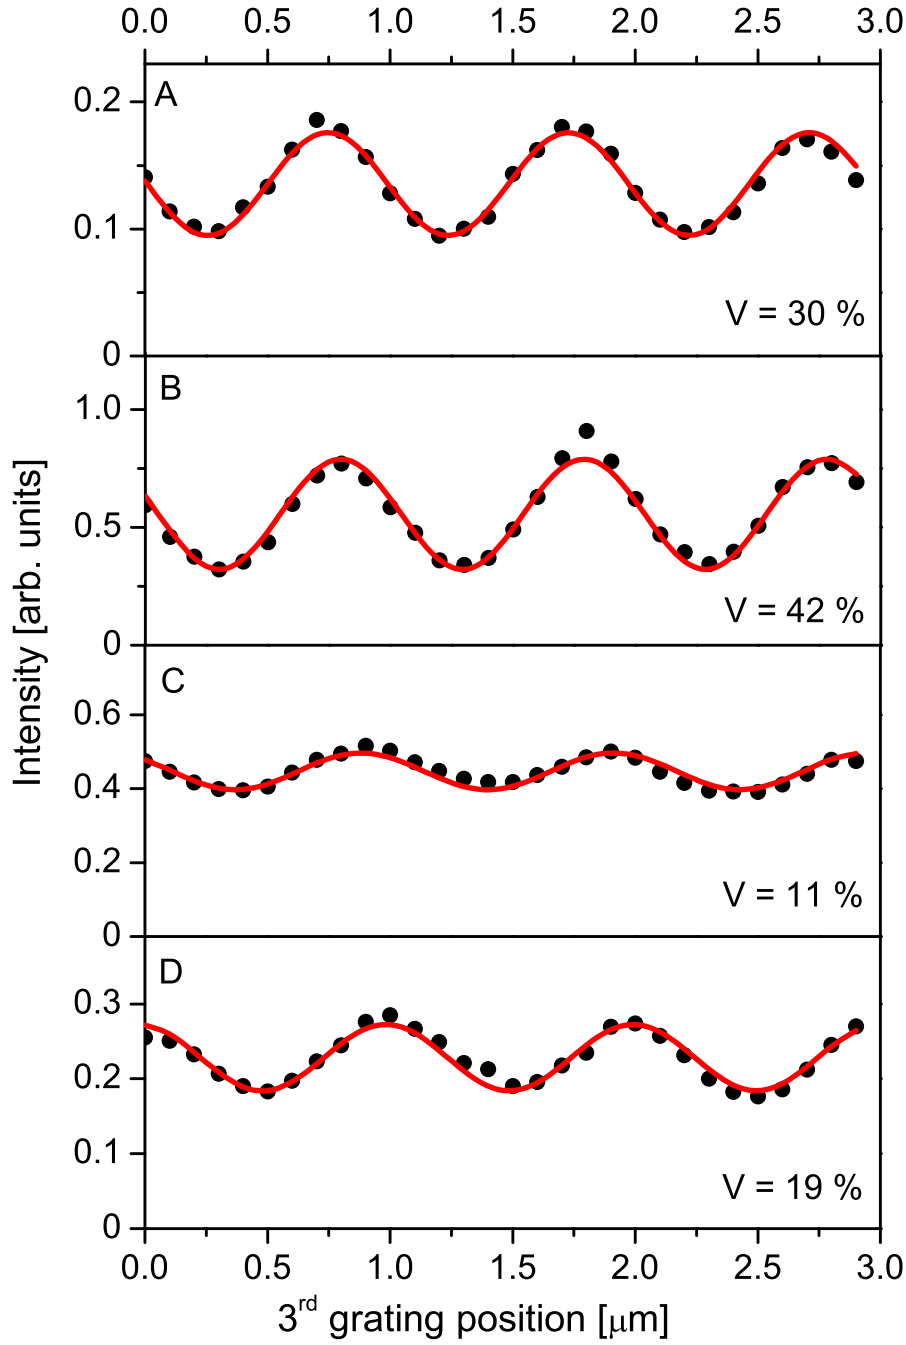 0.0 0.5 1.0 1.5 2.0 2.5 3.0
A
0.2
0.1
0
V = 30 %
B
1.0
0.5
0
V = 42 %
C
0.6
0.4
0.2
0
V = 11 %
D
0.3
0.2
0.1
0
V = 19 %
Intensity [arb. units]
0.0 0.5 1.0 1.5 2.0 2.5 3.0
3rd grating position [μm]